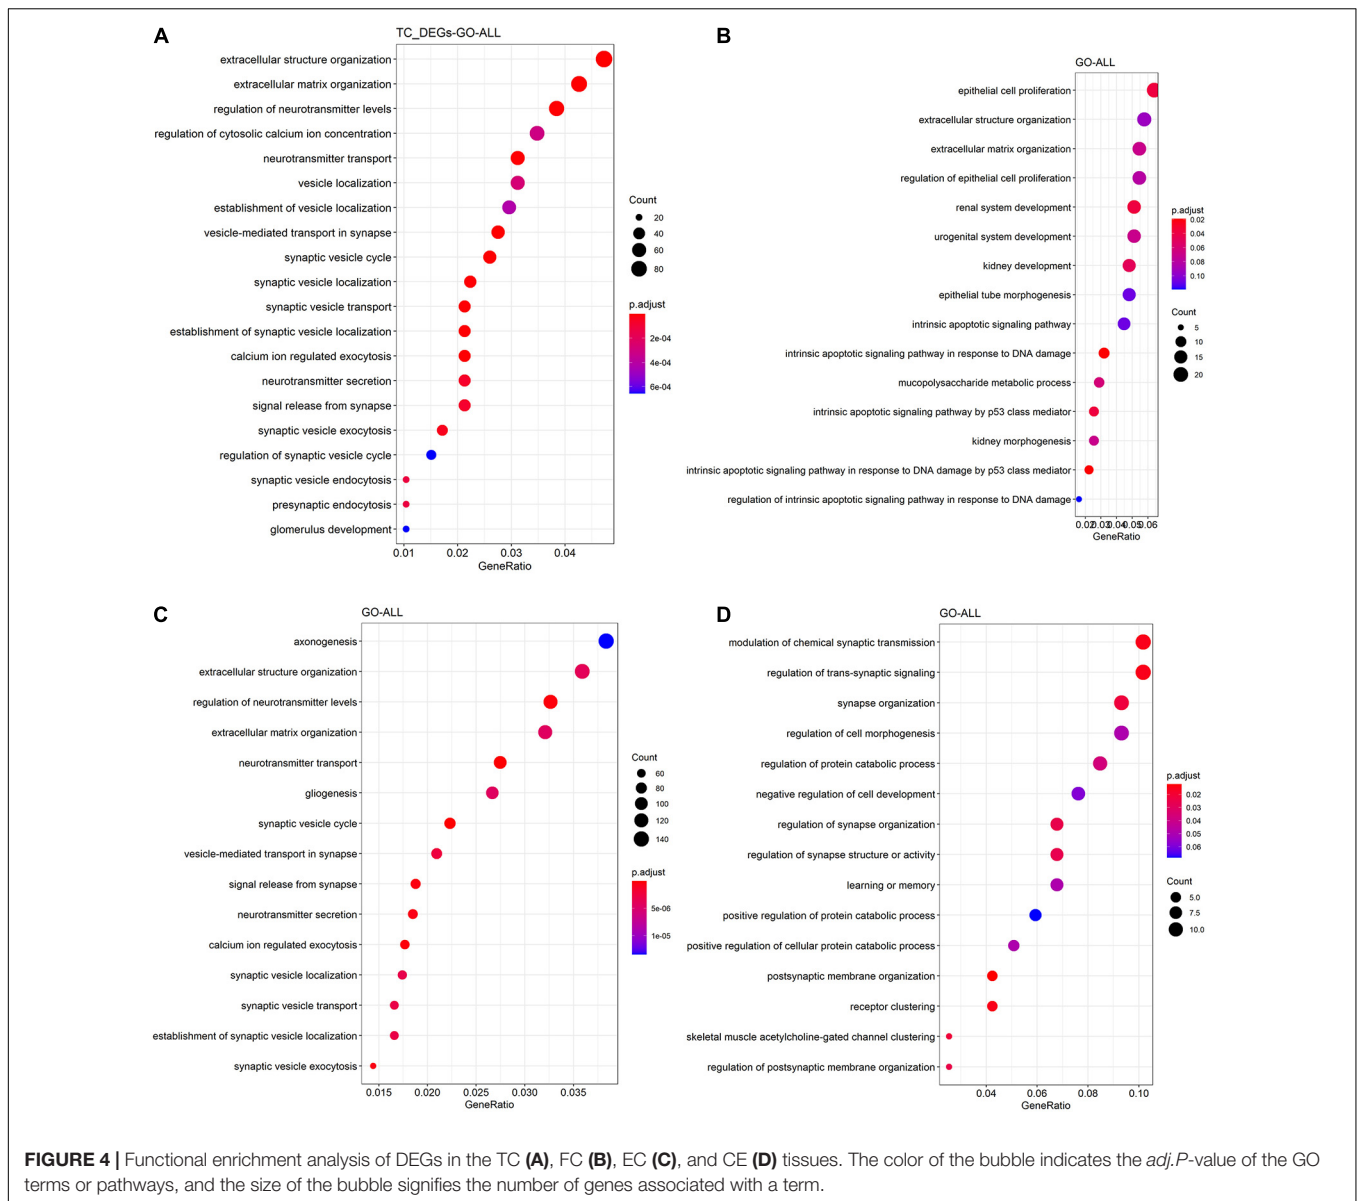 A
TC_DEGs-GO-ALL
extracellular structure organization
extracellular matrix organization
regulation of neurotransmitter levels
regulation of cytosolic calcium ion concentration
neurotransmitter transport
vesicle localization
establishment of vesicle localization
vesicle-mediated transport in synapse
synaptic vesicle cycle
synaptic vesicle localization
synaptic vesicle transport
establishment of synaptic vesicle localization
calcium ion regulated exocytosis
neurotransmitter secretion
signal release from synapse
synaptic vesicle exocytosis
regulation of synaptic vesicle cycle
synaptic vesicle endocytosis
presynaptic endocytosis
glomerulus development
0.01 0.02 0.03 0.04
GeneRatio
Count
20
40
60
80
p.adjust
2e-04
4e-04
6e-04
B
GO-ALL
epithelial cell proliferation
extracellular structure organization
extracellular matrix organization
regulation of epithelial cell proliferation
renal system development
urogenital system development
kidney development
epithelial tube morphogenesis
intrinsic apoptotic signaling pathway
intrinsic apoptotic signaling pathway in response to DNA damage
mucopolysaccharide metabolic process
intrinsic apoptotic signaling pathway by p53 class mediator
kidney morphogenesis
intrinsic apoptotic signaling pathway in response to DNA damage by p53 class mediator
regulation of intrinsic apoptotic signaling pathway in response to DNA damage
0.02 0.03 0.04 0.05 0.06
GeneRatio
p.adjust
0.02
0.04
0.06
0.08
0.10
Count
5
10
15
20
C
GO-ALL
axonogenesis
extracellular structure organization
regulation of neurotransmitter levels
extracellular matrix organization
neurotransmitter transport
gliogenesis
synaptic vesicle cycle
vesicle-mediated transport in synapse
signal release from synapse
neurotransmitter secretion
calcium ion regulated exocytosis
synaptic vesicle localization
synaptic vesicle transport
establishment of synaptic vesicle localization
synaptic vesicle exocytosis
0.015 0.020 0.025 0.030 0.035
GeneRatio
Count
60
80
100
120
140
p.adjust
5e-06
1e-05
D
GO-ALL
modulation of chemical synaptic transmission
regulation of trans-synaptic signaling
synapse organization
regulation of cell morphogenesis
regulation of protein catabolic process
negative regulation of cell development
regulation of synapse organization
regulation of synapse structure or activity
learning or memory
positive regulation of protein catabolic process
positive regulation of cellular protein catabolic process
postsynaptic membrane organization
receptor clustering
skeletal muscle acetylcholine-gated channel clustering
regulation of postsynaptic membrane organization
0.04 0.06 0.08 0.10
GeneRatio
p.adjust
0.02
0.03
0.04
0.05
0.06
Count
5.0
7.5
10.0
FIGURE 4 | Functional enrichment analysis of DEGs in the TC (A), FC (B), EC (C), and CE (D) tissues. The color of the bubble indicates the adj.P-value of the GO
terms or pathways, and the size of the bubble signifies the number of genes associated with a term.